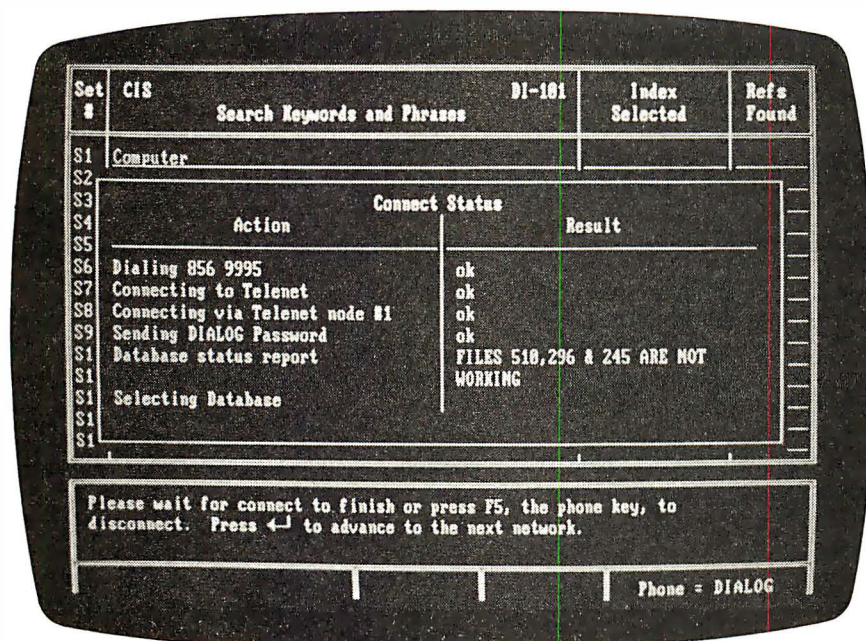 Set CIS DI-101 Index Refs
# Search Keywords and Phrases Selected Found
S1 Computer
S2
S3 Connect Status
S4 Action Result
S5
S6 Dialing 856 9995 ok
S7 Connecting to Telenet ok
S8 Connecting via Telenet node #1 ok
S9 Sending DIALOG Password ok
S1 Database status report FILES 510,296 & 245 ARE NOT
S1 WORKING
S1 Selecting Database
S1
S1
Please wait for connect to finish or press F5, the phone key, to
disconnect. Press ←┘ to advance to the next network.
Phone = DIALOG